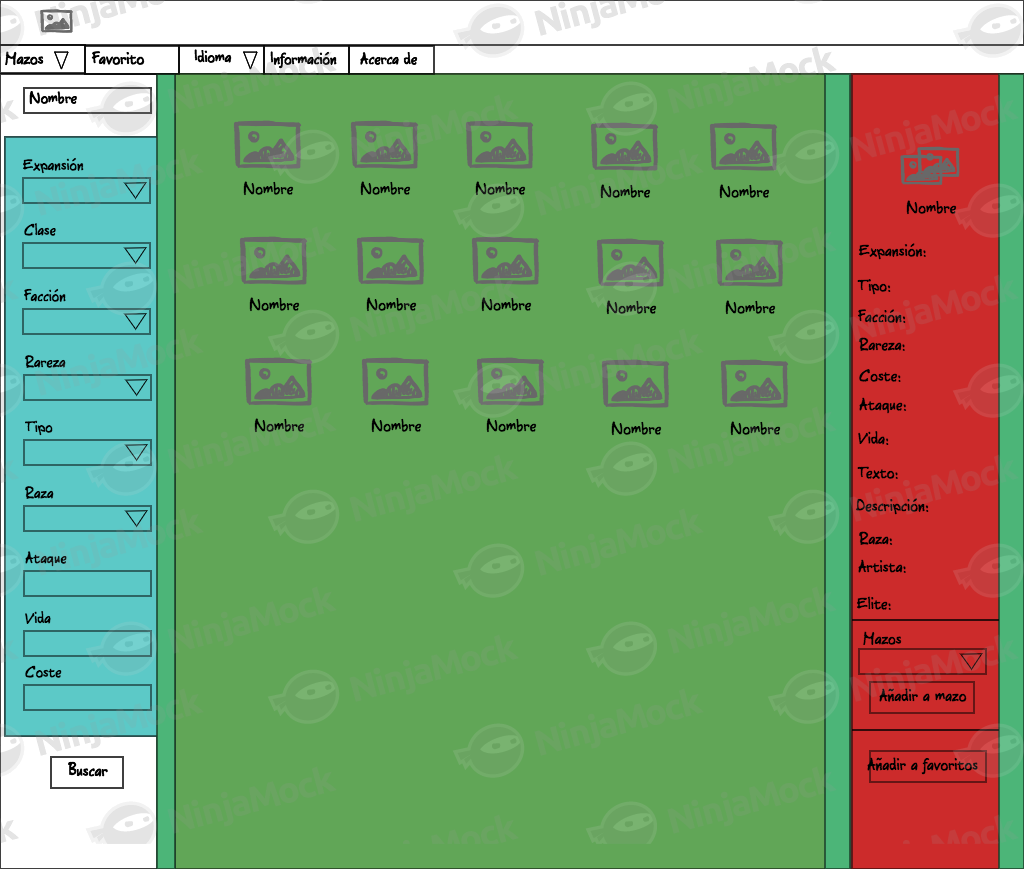 Mazos
Favorito
Idioma
Información
Acerca de
Nombre
Expansión
Clase
Facción
Rareza
Tipo
Raza
Ataque
Vida
Coste
Buscar
Nombre Nombre Nombre Nombre Nombre
Nombre Nombre Nombre Nombre Nombre
Nombre Nombre Nombre Nombre Nombre
Nombre
Expansión:
Tipo:
Facción:
Rareza:
Coste:
Ataque:
Vida:
Texto:
Descripción:
Raza:
Artista:
Elite:
Mazos
Añadir a mazo
Añadir a favoritos
NinjaMock